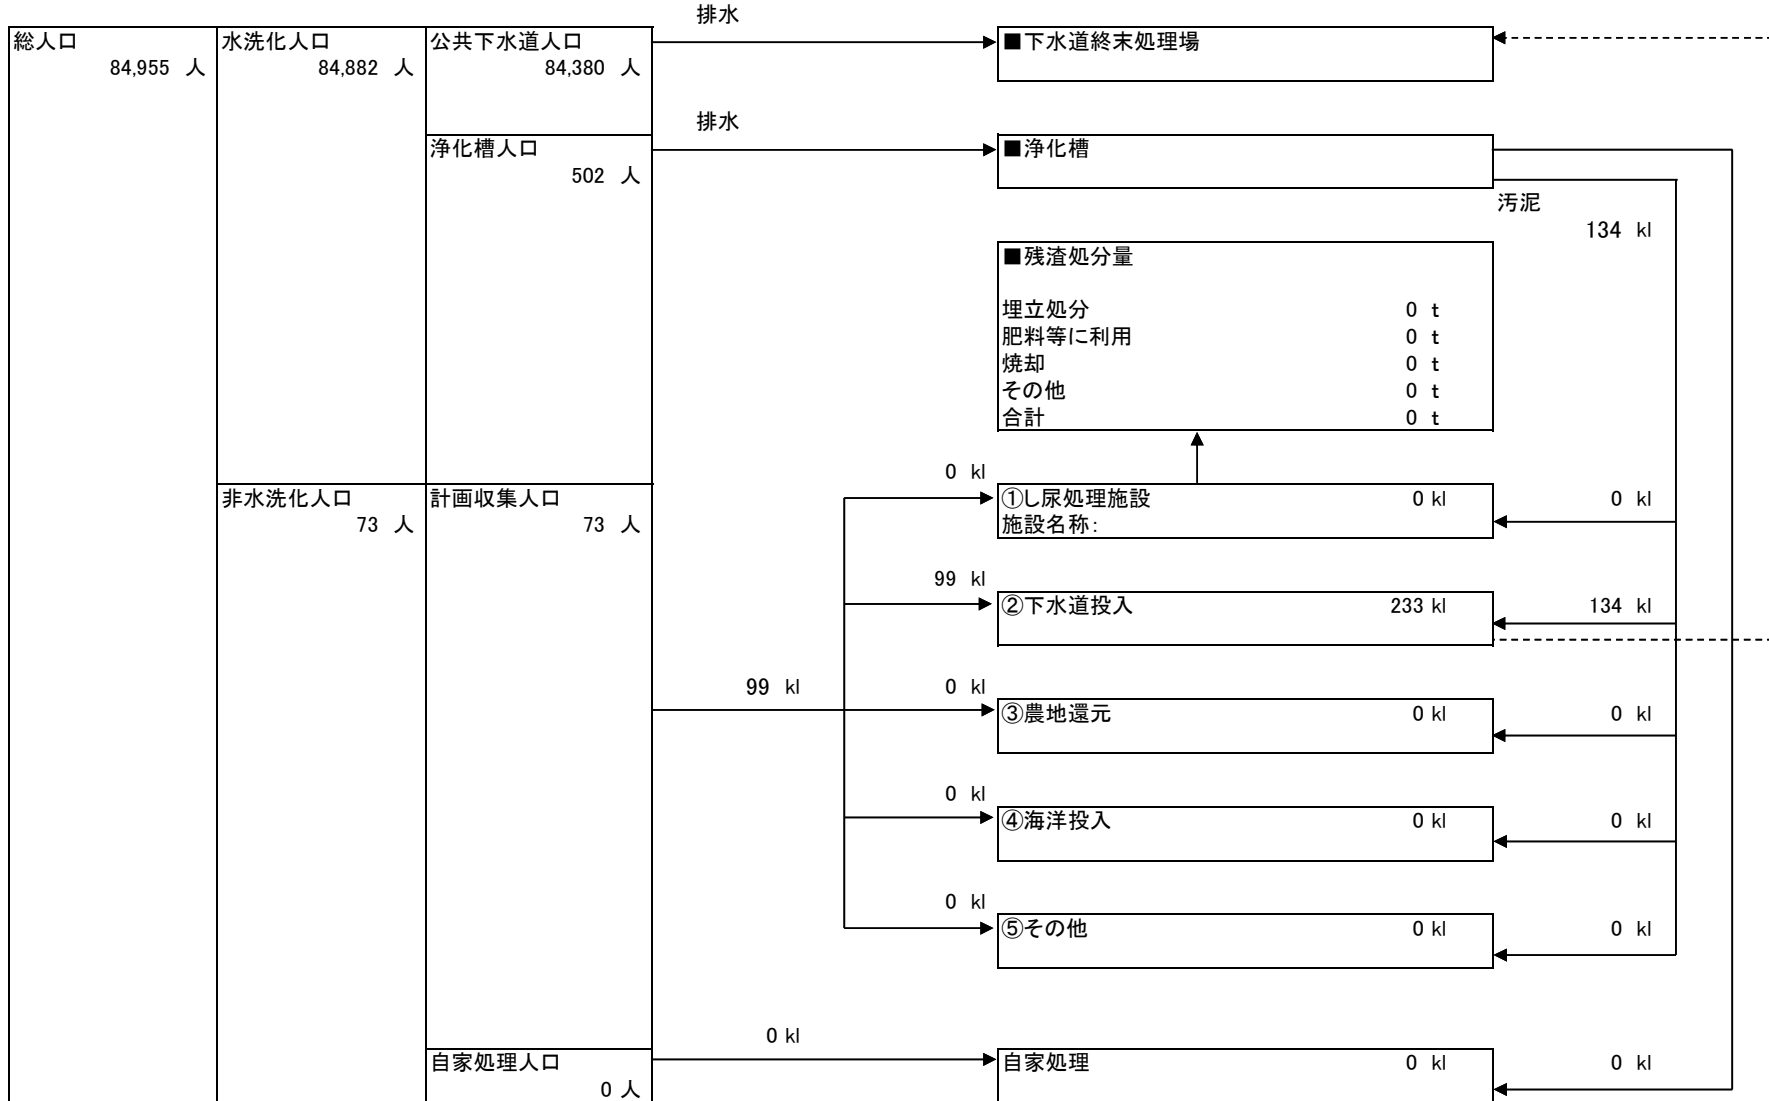 排水
総人口 水洗化人口 公共下水道人口 ■下水道終末処理場
84,955 人 84,882 人 84,380 人
排水
浄化槽人口 ■浄化槽
502 人
汚泥
134 kl
■残渣処分量
埋立処分 0 t
肥料等に利用 0 t
焼却 0 t
その他 0 t
合計 0 t
0 kl
非水洗化人口 計画収集人口 ①し尿処理施設 0 kl 0 kl
73 人 73 人 施設名称:
99 kl
②下水道投入 233 kl 134 kl
99 kl 0 kl
③農地還元 0 kl 0 kl
0 kl
④海洋投入 0 kl 0 kl
0 kl
⑤その他 0 kl 0 kl
0 kl
自家処理人口 自家処理 0 kl 0 kl
0 人